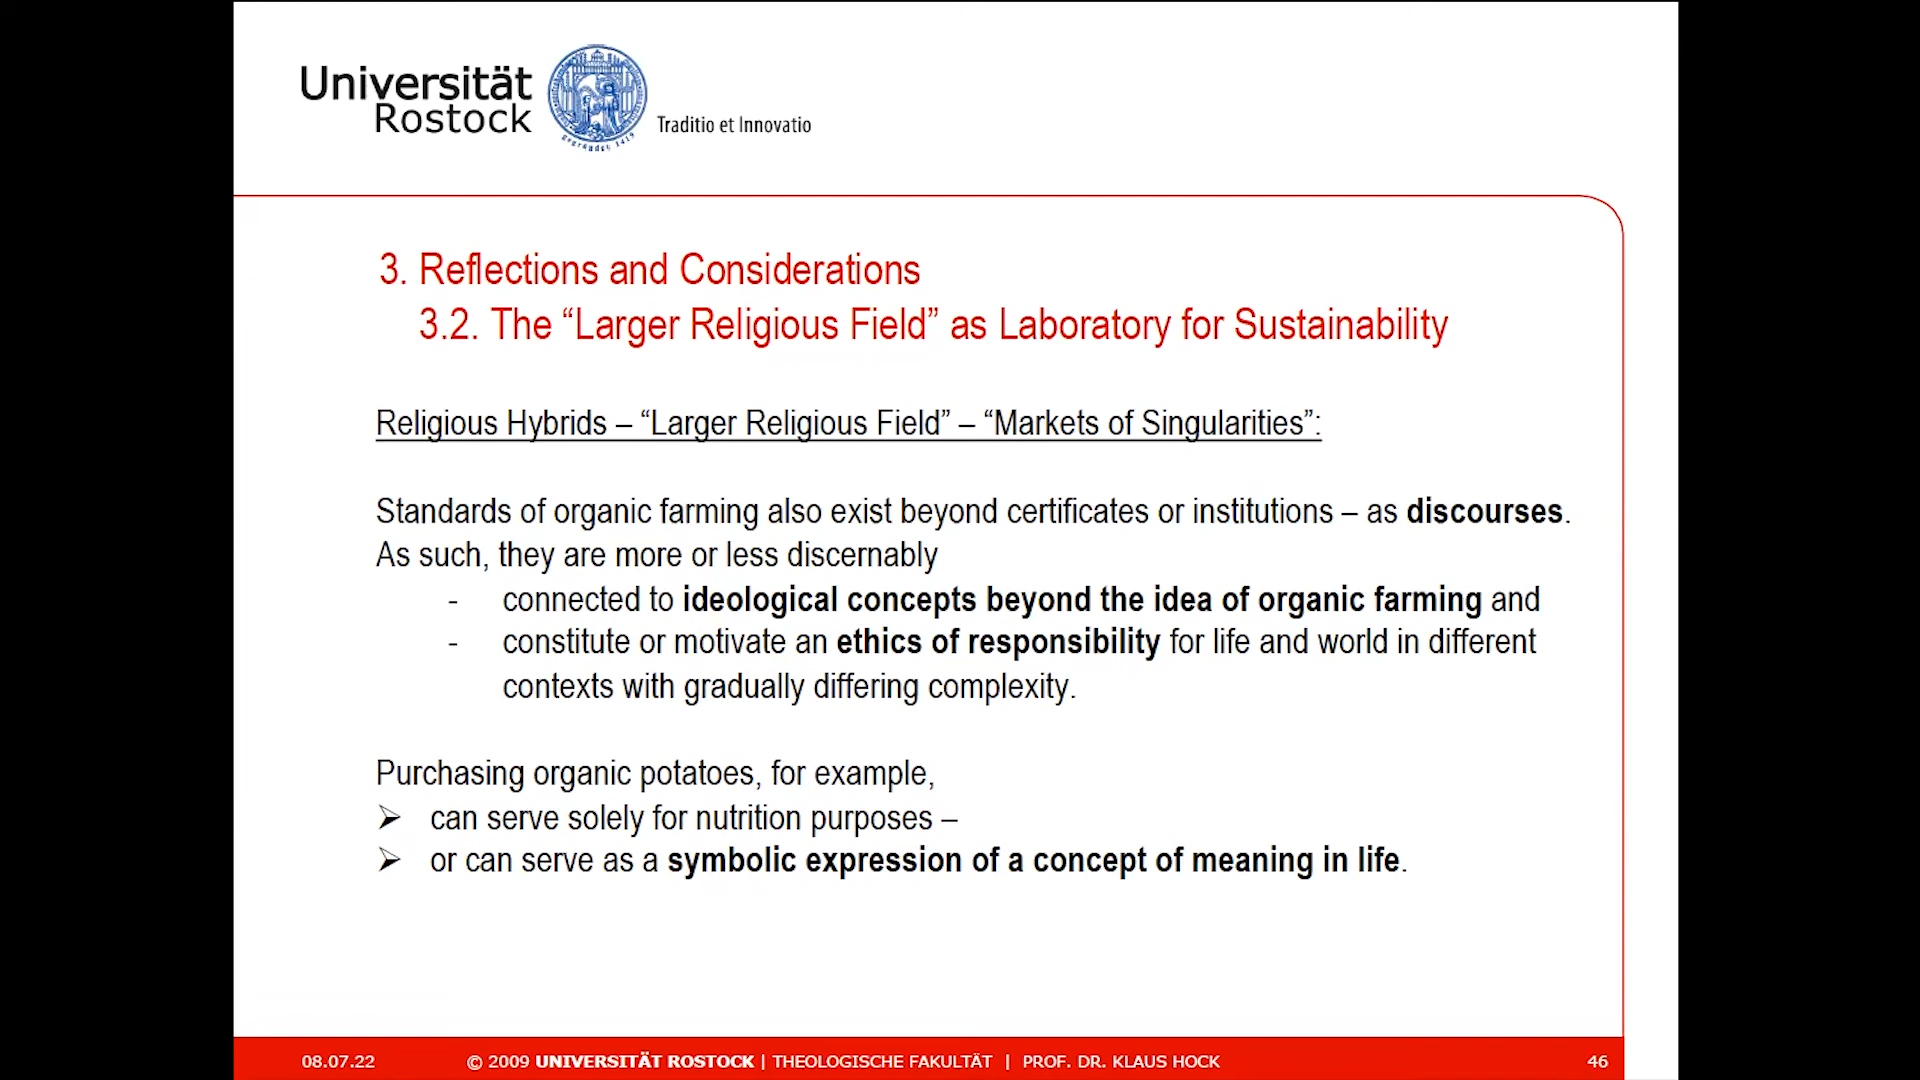 Universität
Rostock
gegründet 1419
Traditio et Innovatio
3. Reflections and Considerations
3.2. The “Larger Religious Field” as Laboratory for Sustainability
Religious Hybrids – “Larger Religious Field” – “Markets of Singularities”:
Standards of organic farming also exist beyond certificates or institutions – as discourses.
As such, they are more or less discernably
- connected to ideological concepts beyond the idea of organic farming and
- constitute or motivate an ethics of responsibility for life and world in different
contexts with gradually differing complexity.
Purchasing organic potatoes, for example,
➢ can serve solely for nutrition purposes –
➢ or can serve as a symbolic expression of a concept of meaning in life.
08.07.22 © 2009 UNIVERSITÄT ROSTOCK | THEOLOGISCHE FAKULTÄT | PROF. DR. KLAUS HOCK 46